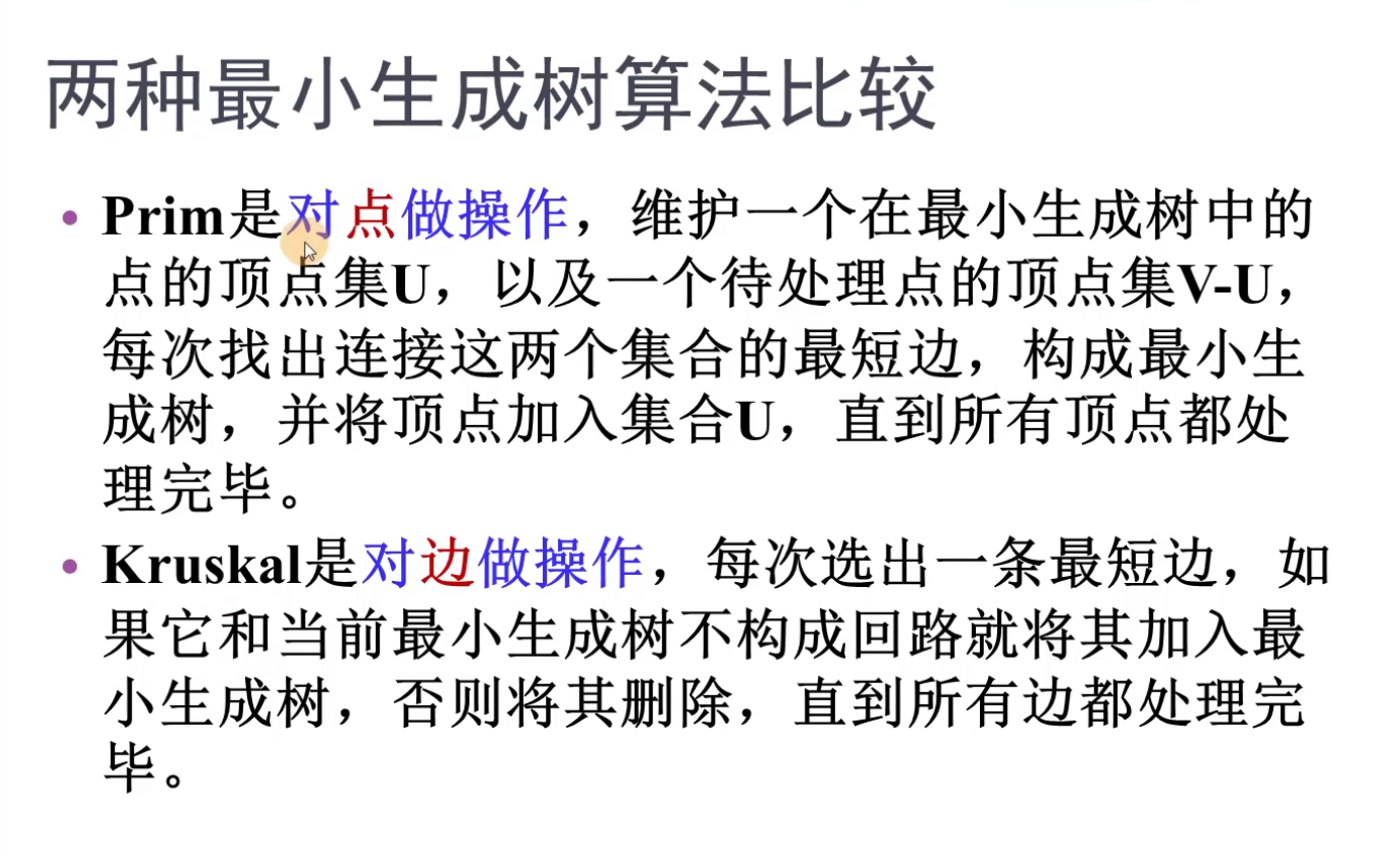 两种最小生成树算法比较
• Prim是对点做操作，维护一个在最小生成树中的
点的顶点集U，以及一个待处理点的顶点集V-U，
每次找出连接这两个集合的最短边，构成最小生
成树，并将顶点加入集合U，直到所有顶点都处
理完毕。
• Kruskal是对边做操作，每次选出一条最短边，如
果它和当前最小生成树不构成回路就将其加入最
小生成树，否则将其删除，直到所有边都处理完
毕。